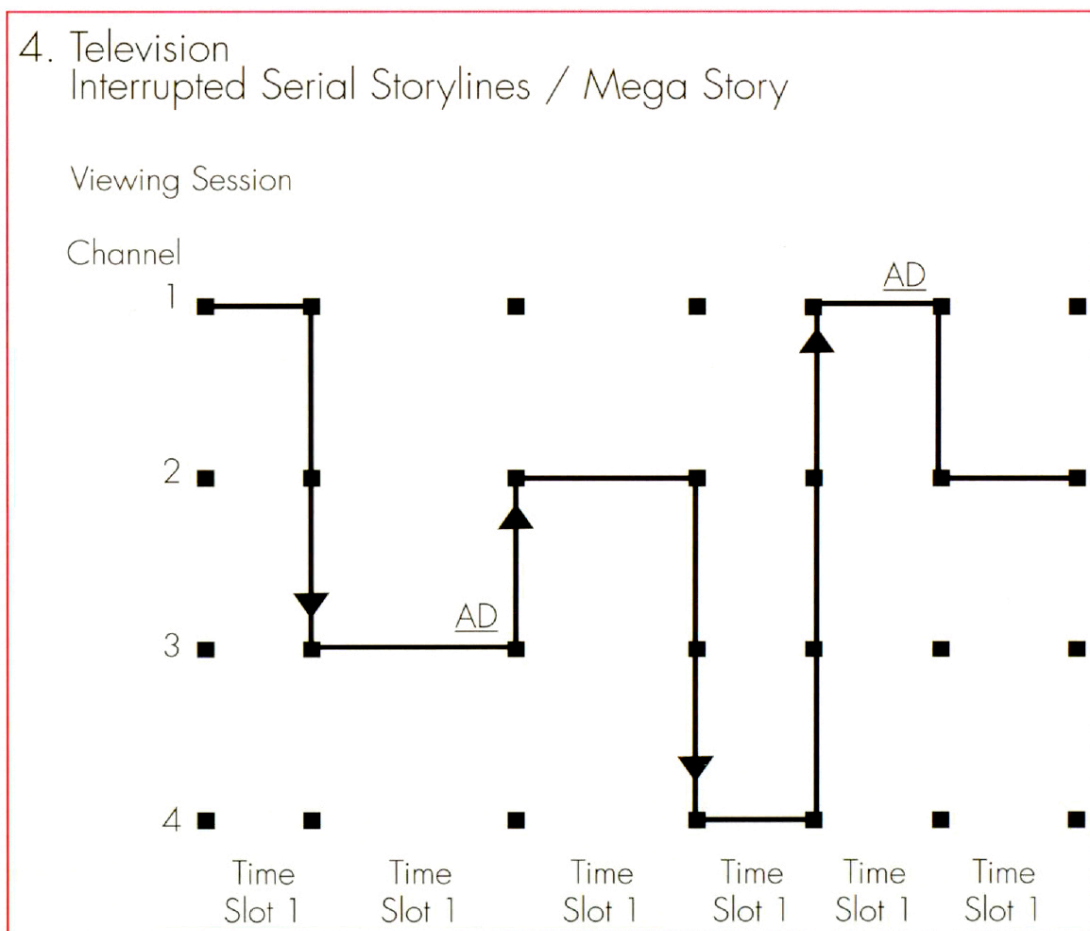 4. Television
Interrupted Serial Storylines / Mega Story
Viewing Session
Channel
1
AD
2
AD
3
4
Time Time Time Time Time Time
Slot 1 Slot 1 Slot 1 Slot 1 Slot 1 Slot 1